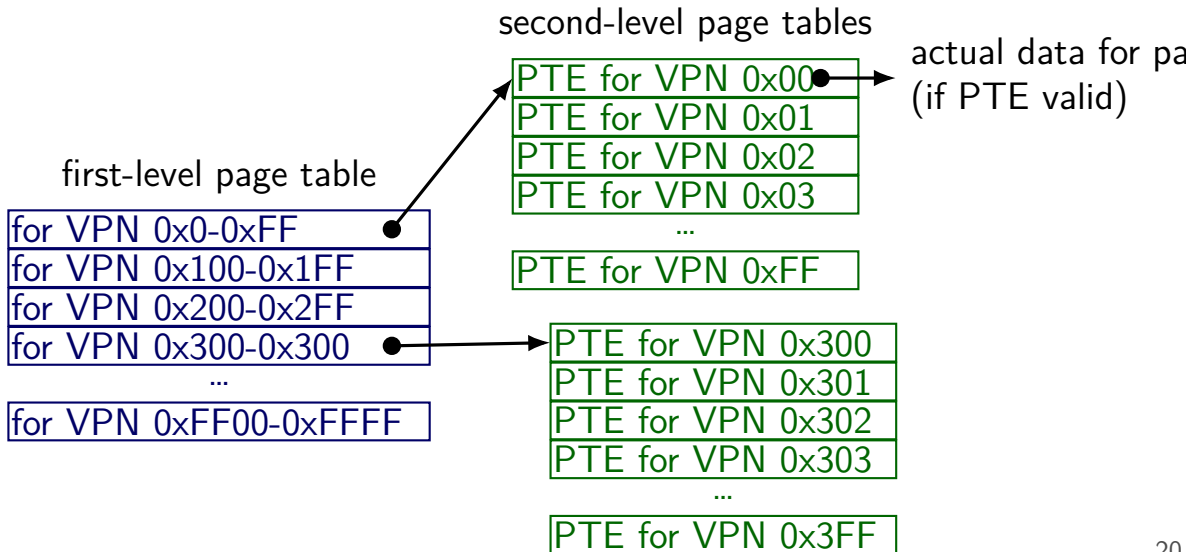 second-level page tables
actual data for pa
(if PTE valid)
PTE for VPN 0x00
PTE for VPN 0x01
PTE for VPN 0x02
PTE for VPN 0x03
...
PTE for VPN 0xFF
first-level page table
for VPN 0x0-0xFF
for VPN 0x100-0x1FF
for VPN 0x200-0x2FF
for VPN 0x300-0x300
...
for VPN 0xFF00-0xFFFF
PTE for VPN 0x300
PTE for VPN 0x301
PTE for VPN 0x302
PTE for VPN 0x303
...
PTE for VPN 0x3FF
20